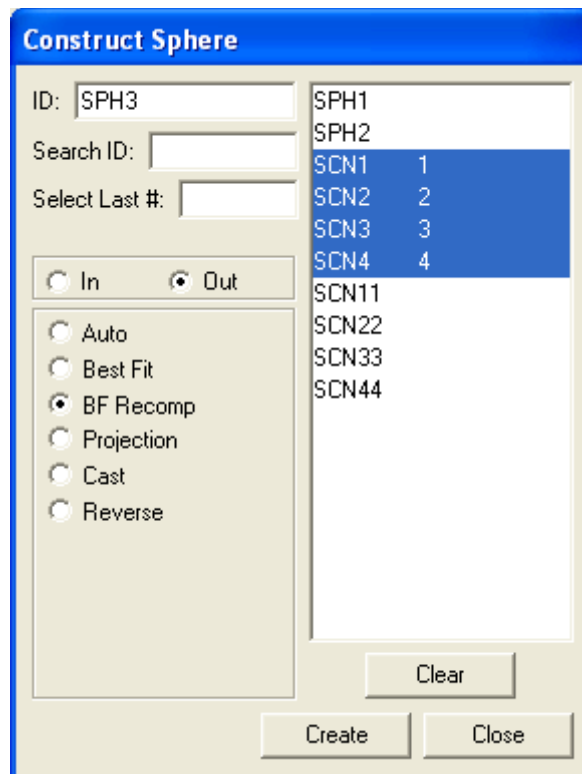 Construct Sphere
ID: SPH3
Search ID:
Select Last #:
In Out
Auto
Best Fit
BF Recomp
Projection
Cast
Reverse
SPH1
SPH2
SCN1 1
SCN2 2
SCN3 3
SCN4 4
SCN11
SCN22
SCN33
SCN44
Clear
Create Close